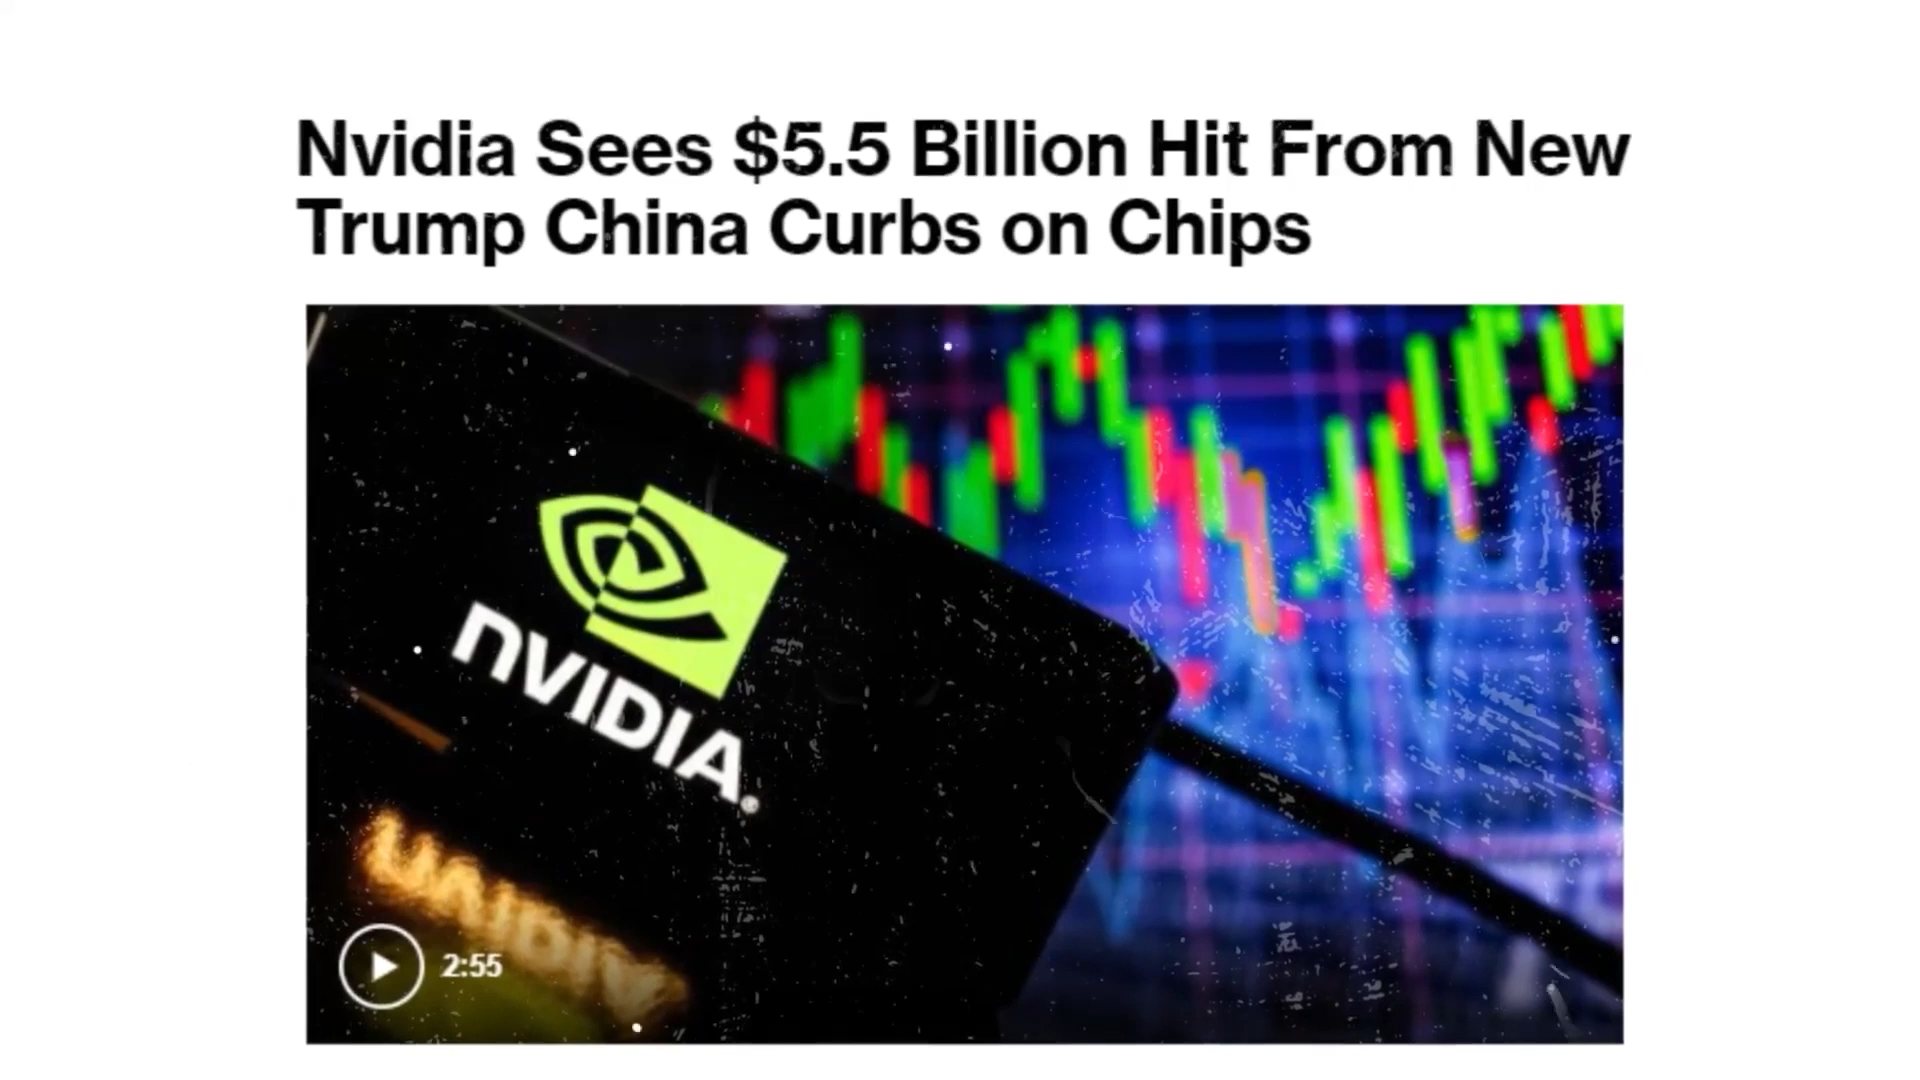 Nvidia Sees $5.5 Billion Hit From New
Trump China Curbs on Chips
NVIDIA.
2:55